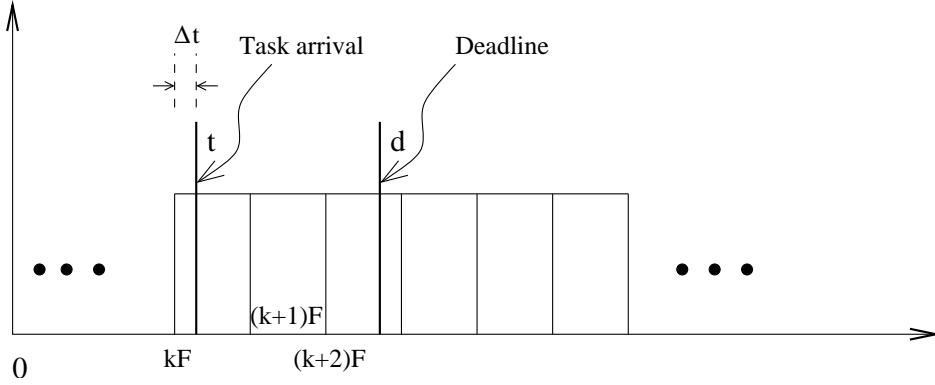 Δt
Task arrival
Deadline
t
d
(k+1)F
kF
(k+2)F
0